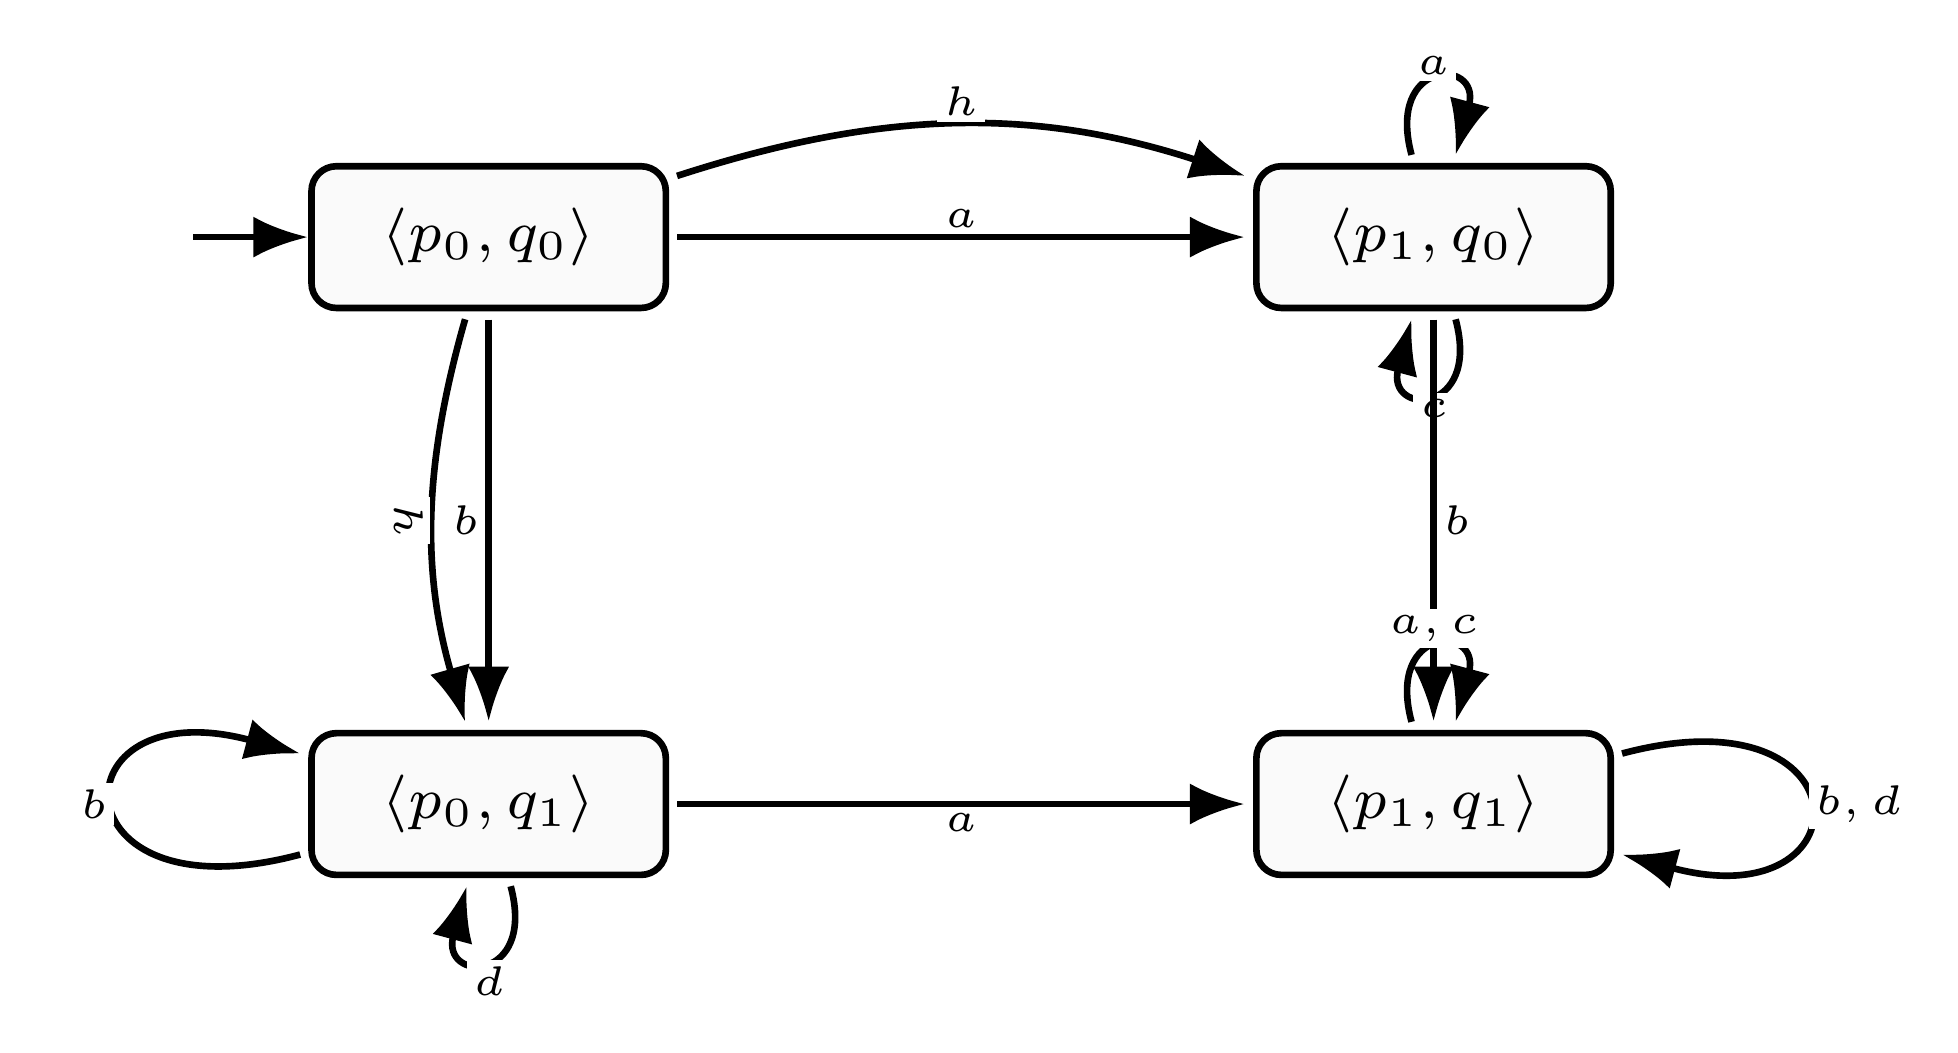 a
h
a
⟨p₀, q₀⟩
⟨p₁, q₀⟩
c
h
b
b
a, c
b
⟨p₀, q₁⟩
a
⟨p₁, q₁⟩
b, d
d